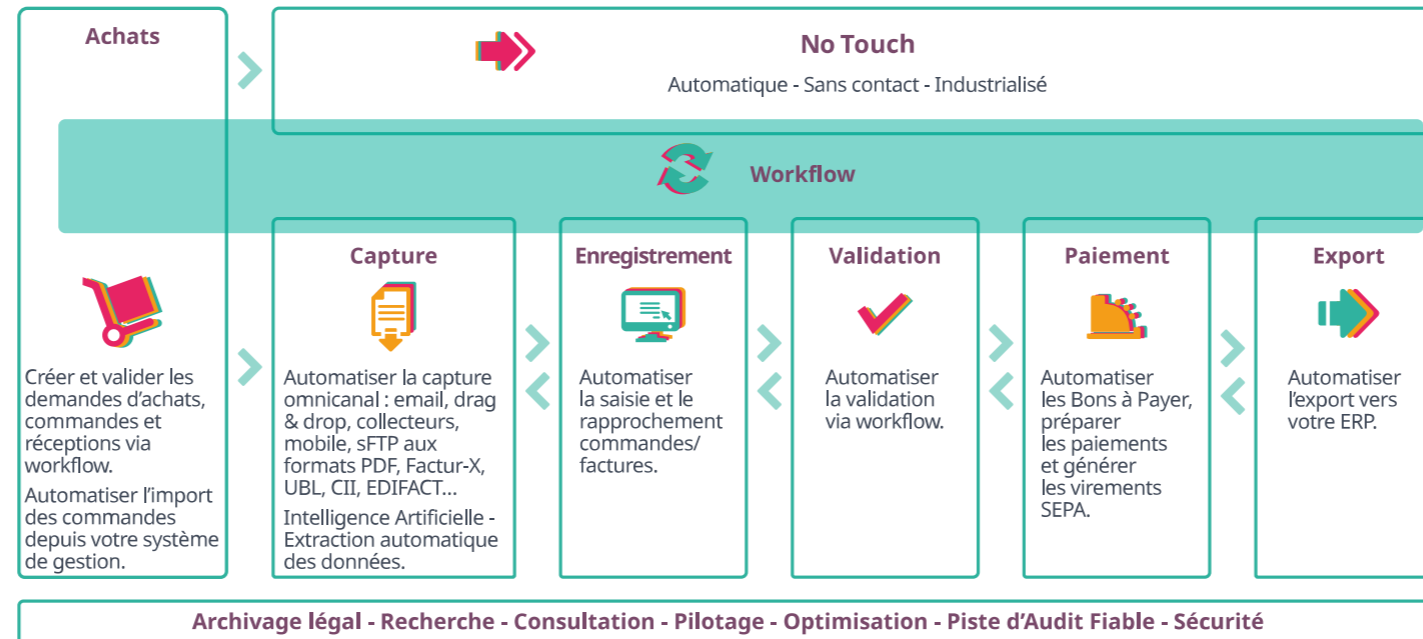 Achats
No Touch
Automatique - Sans contact - Industrialisé
Workflow
Créer et valider les
demandes d’achats,
commandes et
réceptions via
workflow.
Automatiser l’import
des commandes
depuis votre système
de gestion.
Capture
Automatiser la capture
omnicanal : email, drag
& drop, collecteurs,
mobile, sFTP aux
formats PDF, Factur-X,
UBL, CII, EDIFACT...
Intelligence Artificielle -
Extraction automatique
des données.
Enregistrement
Automatiser
la saisie et le
rapprochement
commandes/
factures.
Validation
Automatiser
la validation
via workflow.
Paiement
Automatiser
les Bons à Payer,
préparer
les paiements
et générer
les virements
SEPA.
Export
Automatiser
l’export vers
votre ERP.
Archivage légal - Recherche - Consultation - Pilotage - Optimisation - Piste d’Audit Fiable - Sécurité